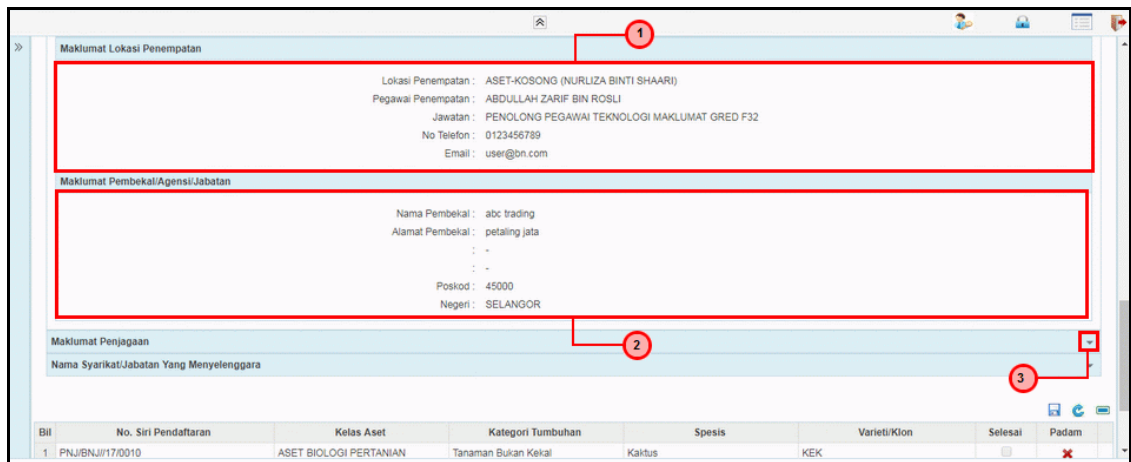 1
Maklumat Lokasi Penempatan
Lokasi Penempatan : ASET-KOSONG (NURLIZA BINTI SHAARI)
Pegawai Penempatan : ABDULLAH ZARIF BIN ROSLI
Jawatan : PENOLONG PEGAWAI TEKNOLOGI MAKLUMAT GRED F32
No Telefon : 0123456789
Email : user@bn.com
Maklumat Pembekal/Agensi/Jabatan
Nama Pembekal : abc trading
Alamat Pembekal : petaling jata
: -
: -
Poskod : 45000
Negeri : SELANGOR
2
Maklumat Penjagaan
Nama Syarikat/Jabatan Yang Menyelenggara
3
Bil No. Siri Pendaftaran Kelas Aset Kategori Tumbuhan Spesis Varieti/Klon Selesai Padam
1 PNJ/BNJ//17/0010 ASET BIOLOGI PERTANIAN Tanaman Bukan Kekal Kaktus KEK